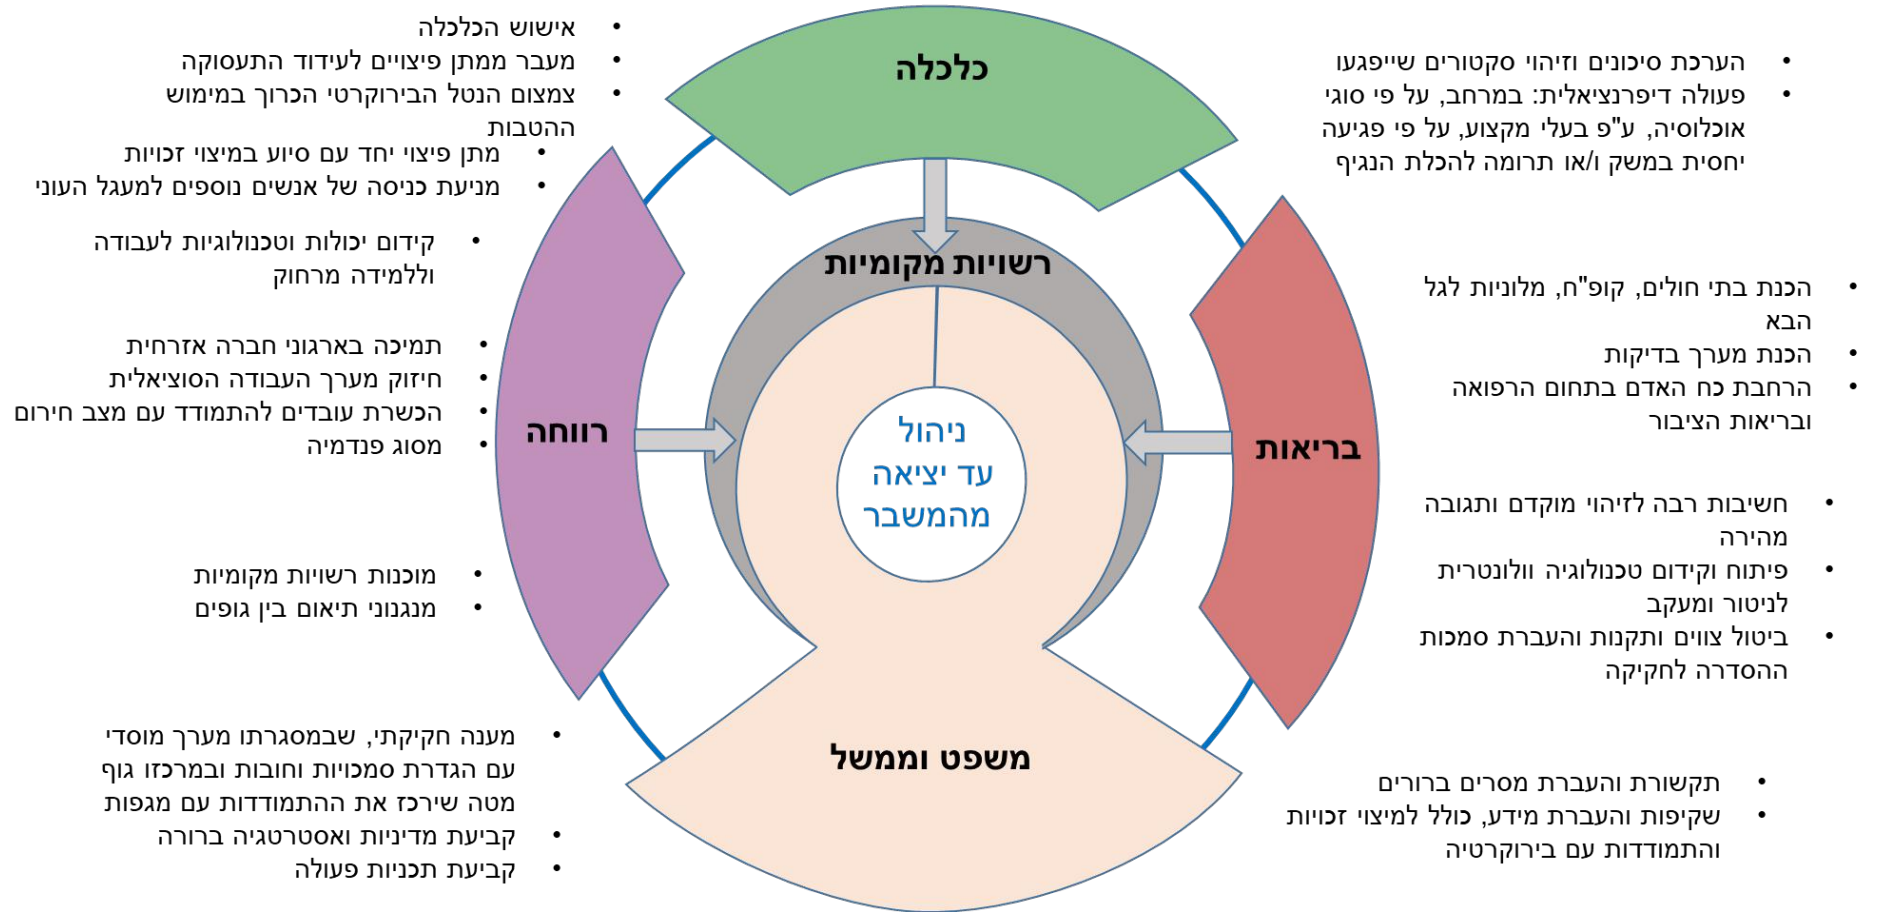 כלכלה
רשויות מקומיות
ניהול
עד יציאה
מהמשבר
בריאות
רווחה
משפט וממשל
• הערכת סיכונים וזיהוי סקטורים שייפגעו
• פעולה דיפרנציאלית: במרחב, על פי סוגי
אוכלוסיה, ע"פ בעלי מקצוע, על פי פגיעה
יחסית במשק ו/או תרומה להכלת הנגיף
• הכנת בתי חולים, קופ"ח, מלוניות לגל
הבא
• הכנת מערך בדיקות
• הרחבת כח האדם בתחום הרפואה
ובריאות הציבור
• חשיבות רבה לזיהוי מוקדם ותגובה
מהירה
• פיתוח וקידום טכנולוגיה וולונטרית
לניטור ומעקב
• ביטול צווים ותקנות והעברת סמכות
ההסדרה לחקיקה
• תקשורת והעברת מסרים ברורים
• שקיפות והעברת מידע, כולל למיצוי זכויות
והתמודדות עם בירוקרטיה
• אישוש הכלכלה
• מעבר ממתן פיצויים לעידוד התעסוקה
• צמצום הנטל הבירוקרטי הכרוך במימוש
ההטבות
• מתן פיצוי יחד עם סיוע במיצוי זכויות
• מניעת כניסה של אנשים נוספים למעגל העוני
• קידום יכולות וטכנולוגיות לעבודה
וללמידה מרחוק
• תמיכה בארגוני חברה אזרחית
• חיזוק מערך העבודה הסוציאלית
• הכשרת עובדים להתמודד עם מצב חירום
• מסוג פנדמיה
• מוכנות רשויות מקומיות
• מנגנוני תיאום בין גופים
• מענה חקיקתי, שבמסגרתו מערך מוסדי
עם הגדרת סמכויות וחובות ובמרכזו גוף
מטה שירכז את ההתמודדות עם מגפות
• קביעת מדיניות ואסטרטגיה ברורה
• קביעת תכניות פעולה